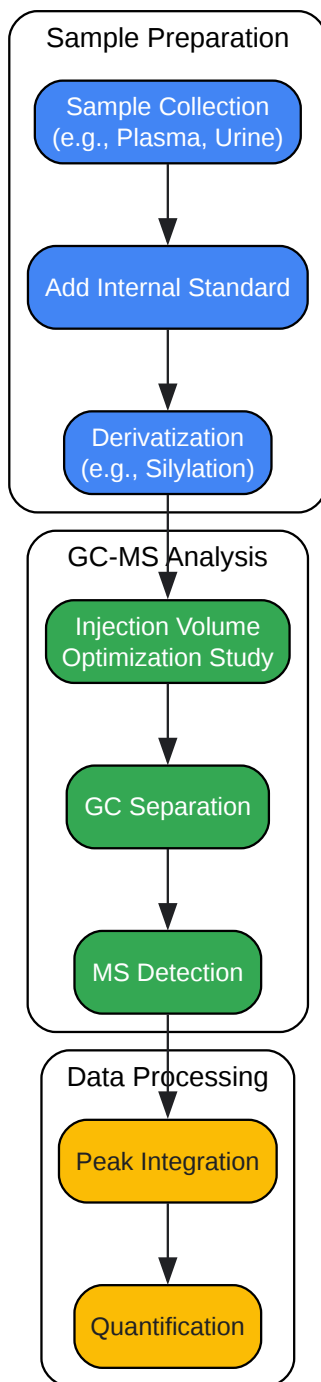 Sample Preparation
Sample Collection
(e.g., Plasma, Urine)
Add Internal Standard
Derivatization
(e.g., Silylation)
GC-MS Analysis
Injection Volume
Optimization Study
GC Separation
MS Detection
Data Processing
Peak Integration
Quantification